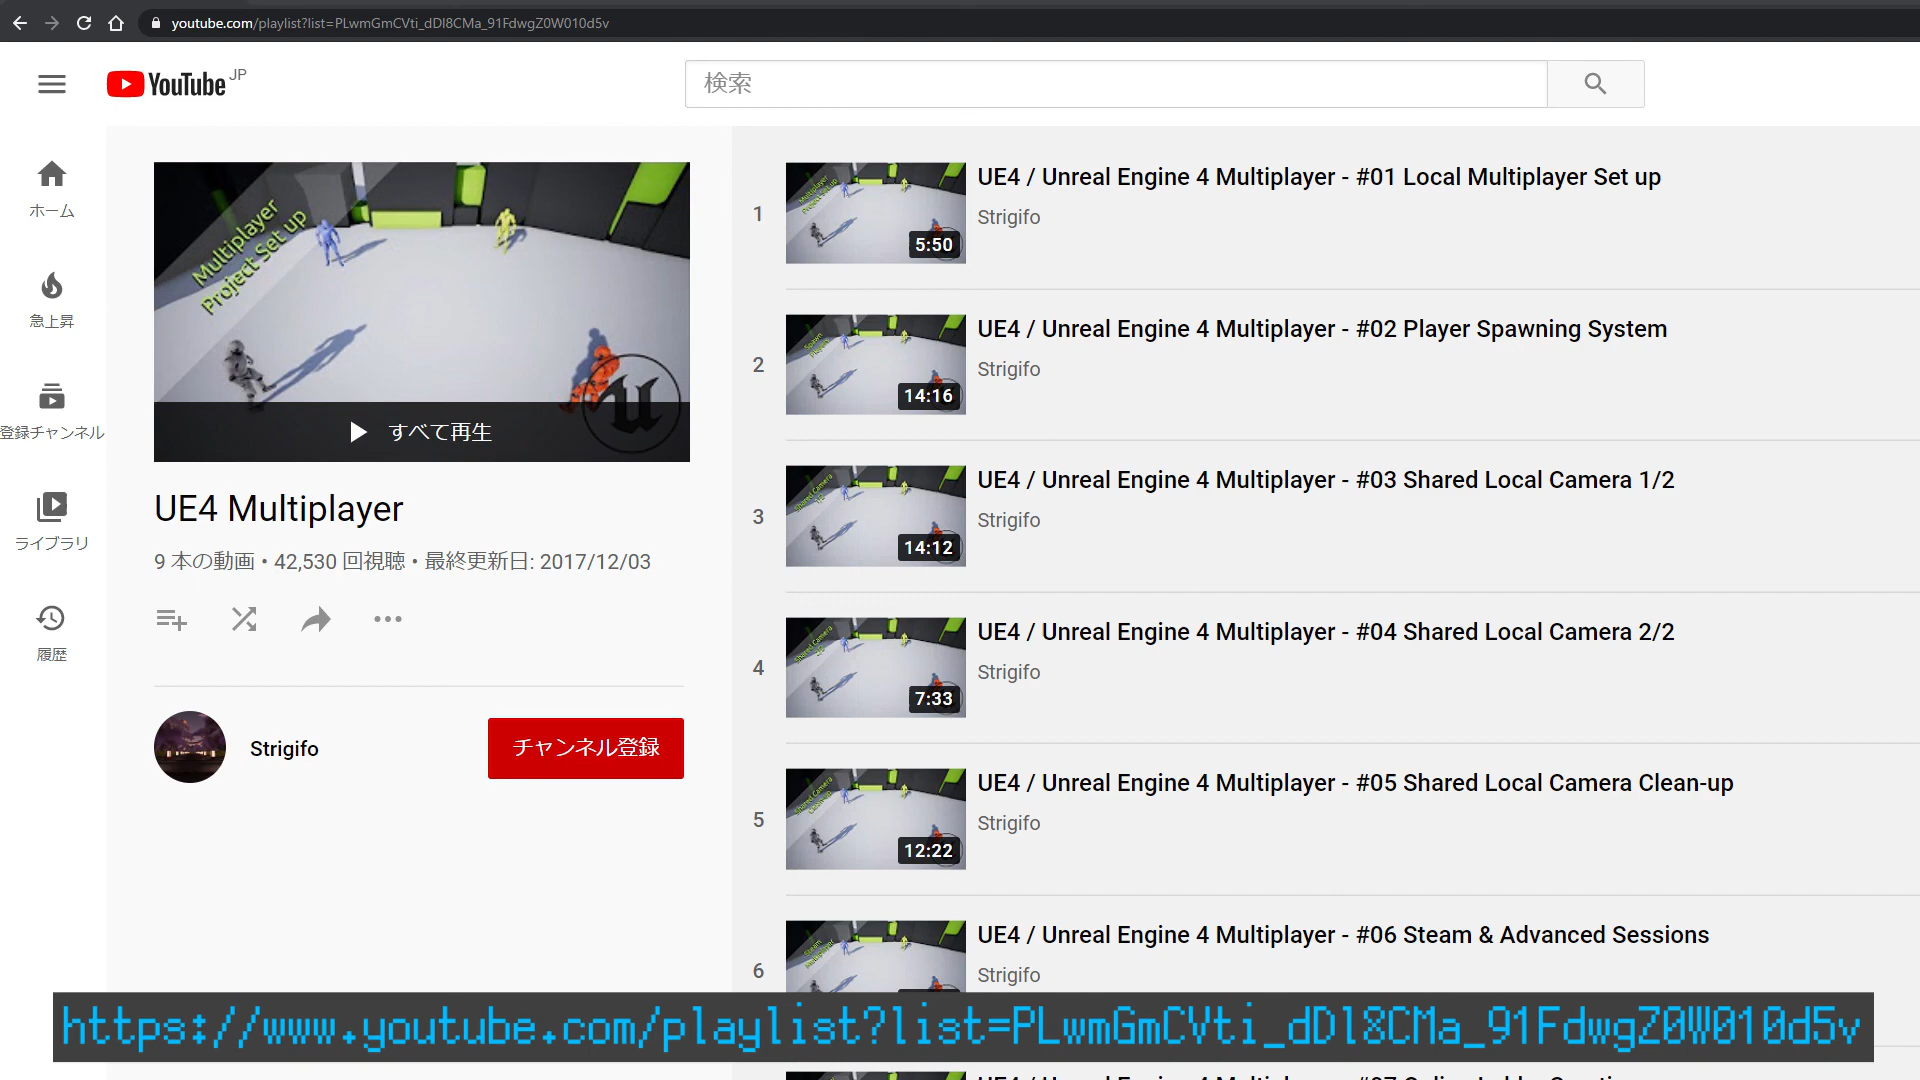 youtube.com/playlist?list=PLwmGmCVti_dDl8CMa_91FdwgZ0W010d5v
YouTube JP
検索
ホーム
急上昇
登録チャンネル
ライブラリ
履歴
Multiplayer
Project Set up
すべて再生
UE4 Multiplayer
9 本の動画 • 42,530 回視聴 • 最終更新日: 2017/12/03
Strigifo
チャンネル登録
1
5:50
UE4 / Unreal Engine 4 Multiplayer - #01 Local Multiplayer Set up
Strigifo
2
14:16
UE4 / Unreal Engine 4 Multiplayer - #02 Player Spawning System
Strigifo
3
14:12
UE4 / Unreal Engine 4 Multiplayer - #03 Shared Local Camera 1/2
Strigifo
4
7:33
UE4 / Unreal Engine 4 Multiplayer - #04 Shared Local Camera 2/2
Strigifo
5
12:22
UE4 / Unreal Engine 4 Multiplayer - #05 Shared Local Camera Clean-up
Strigifo
6
UE4 / Unreal Engine 4 Multiplayer - #06 Steam & Advanced Sessions
Strigifo
https://www.youtube.com/playlist?list=PLwmGmCVti_dDl8CMa_91FdwgZ0W010d5v